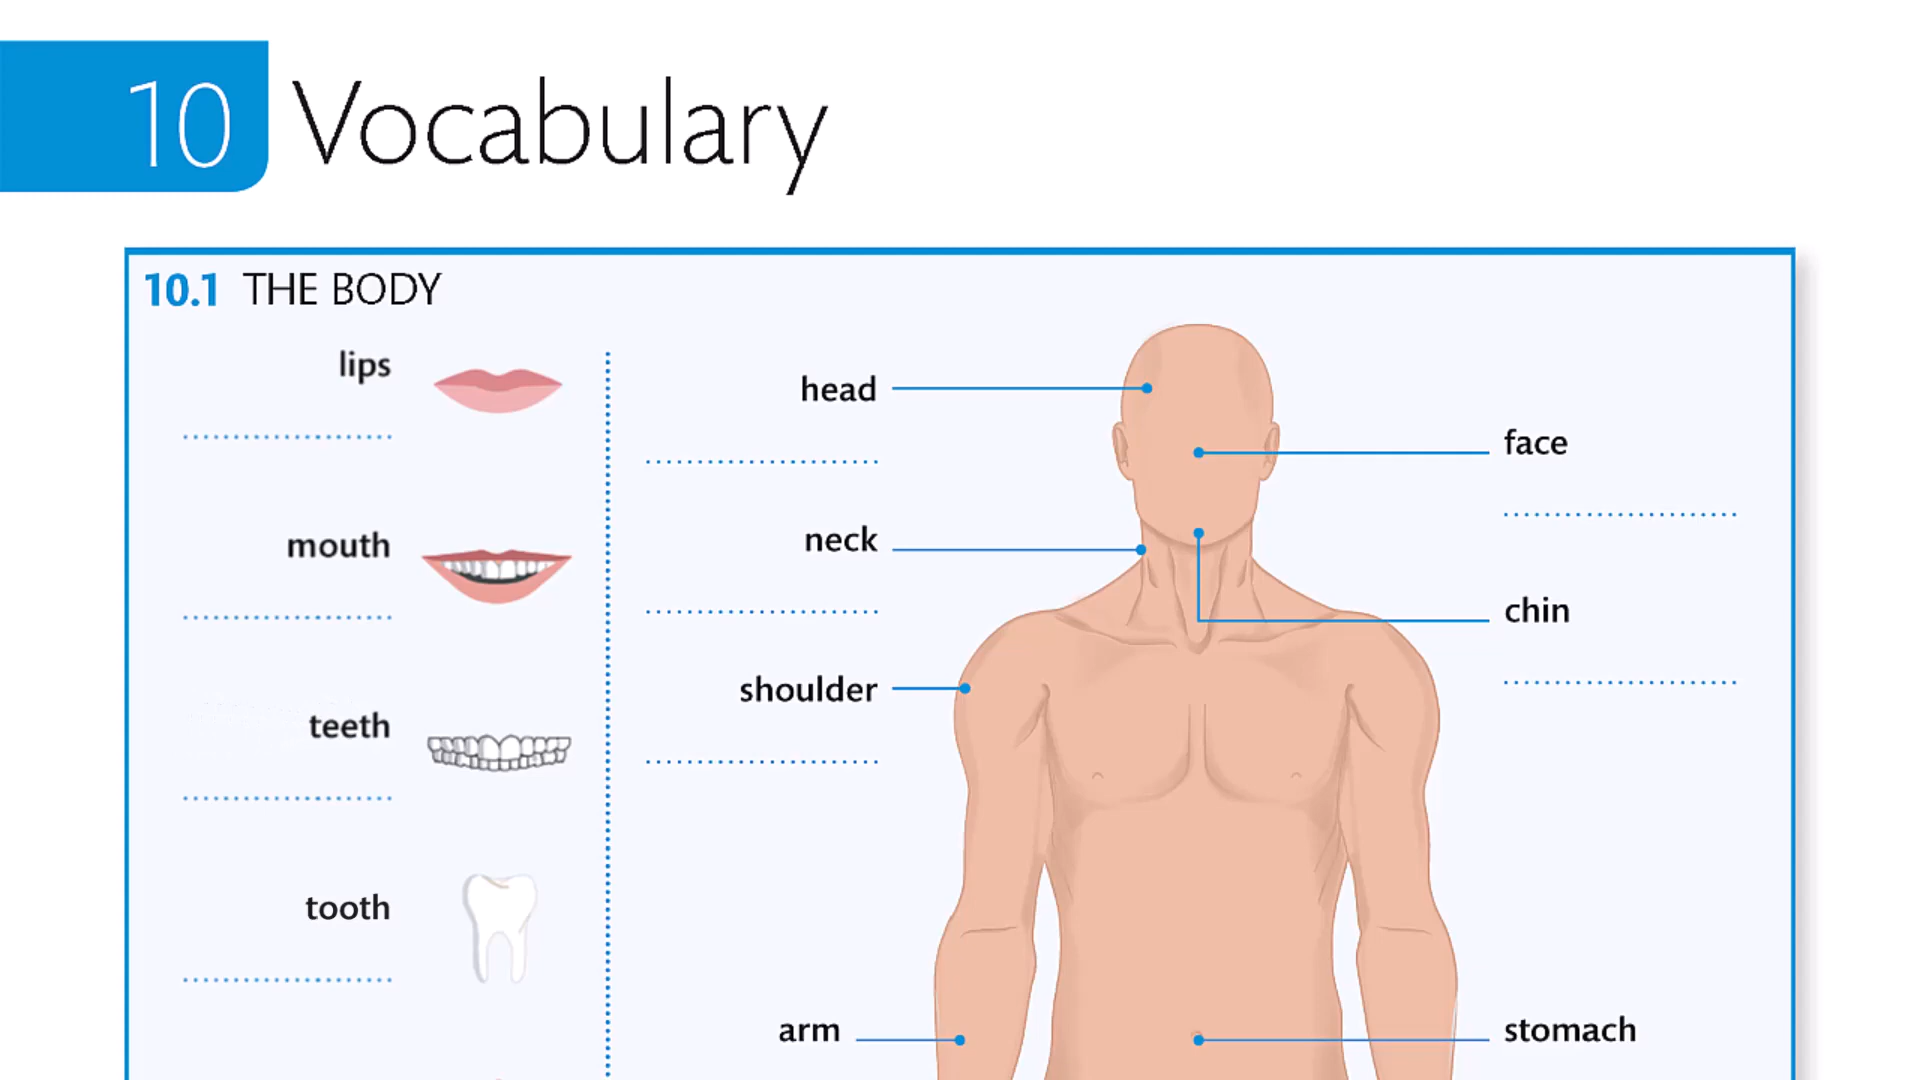 10 Vocabulary
10.1 THE BODY
lips
mouth
teeth
tooth
head
neck
shoulder
arm
face
chin
stomach